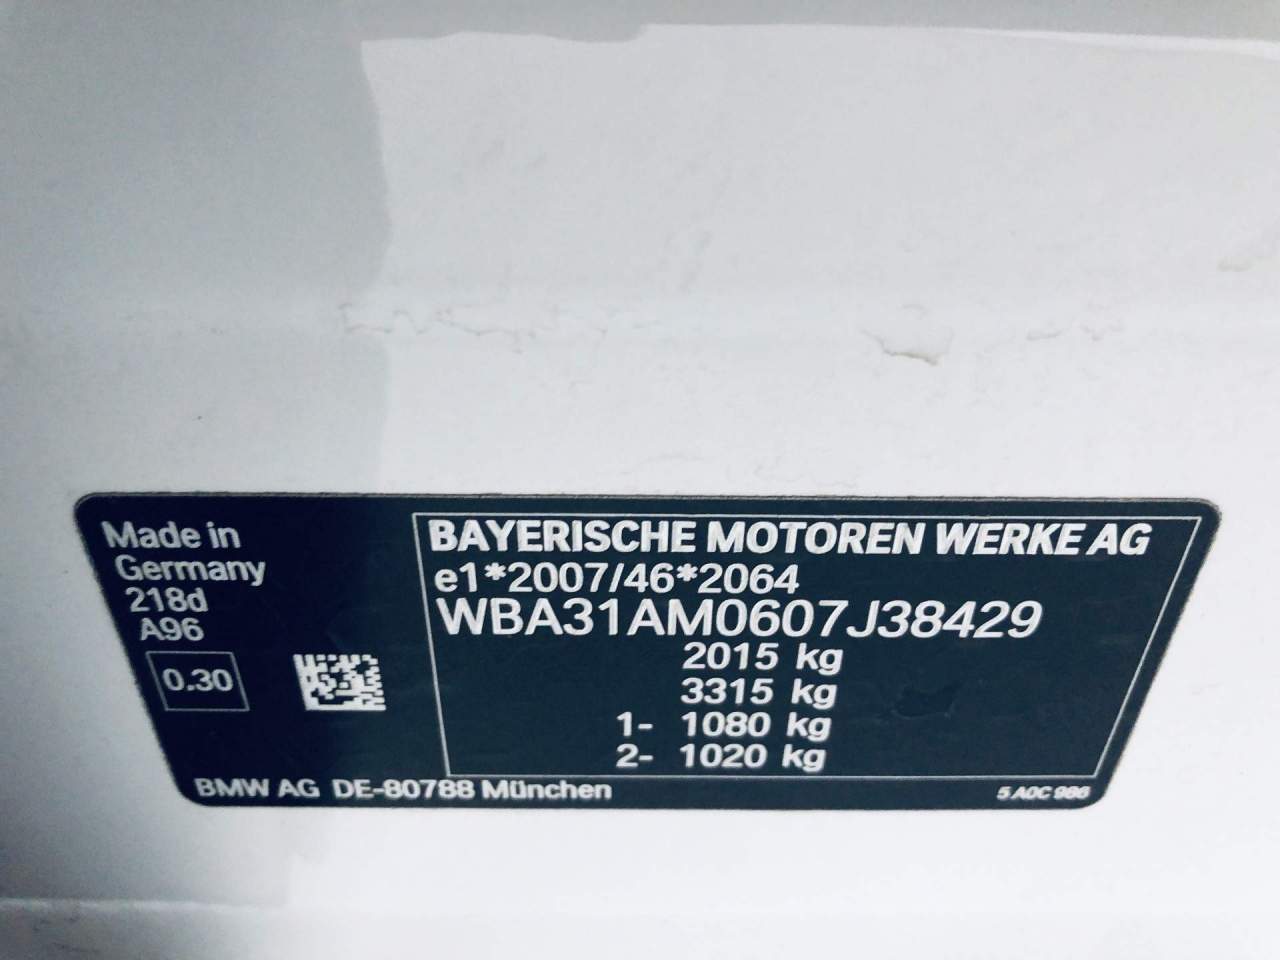 Made in
Germany
218d
A96
0.30
BAYERISCHE MOTOREN WERKE AG
e1*2007/46*2064
WBA31AM0607J38429
2015 kg
3315 kg
1- 1080 kg
2- 1020 kg
BMW AG DE-80788 München
5 A0C 986